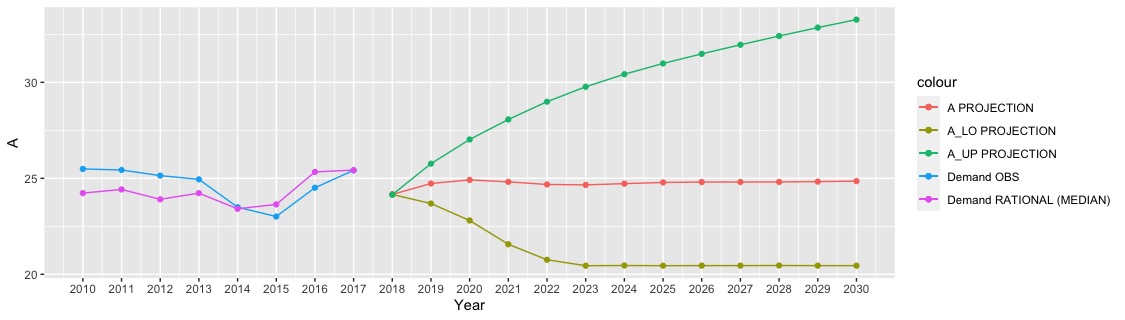 A
30
25
20
2010 2011 2012 2013 2014 2015 2016 2017 2018 2019 2020 2021 2022 2023 2024 2025 2026 2027 2028 2029 2030
Year
colour
A PROJECTION
A_LO PROJECTION
A_UP PROJECTION
Demand OBS
Demand RATIONAL (MEDIAN)